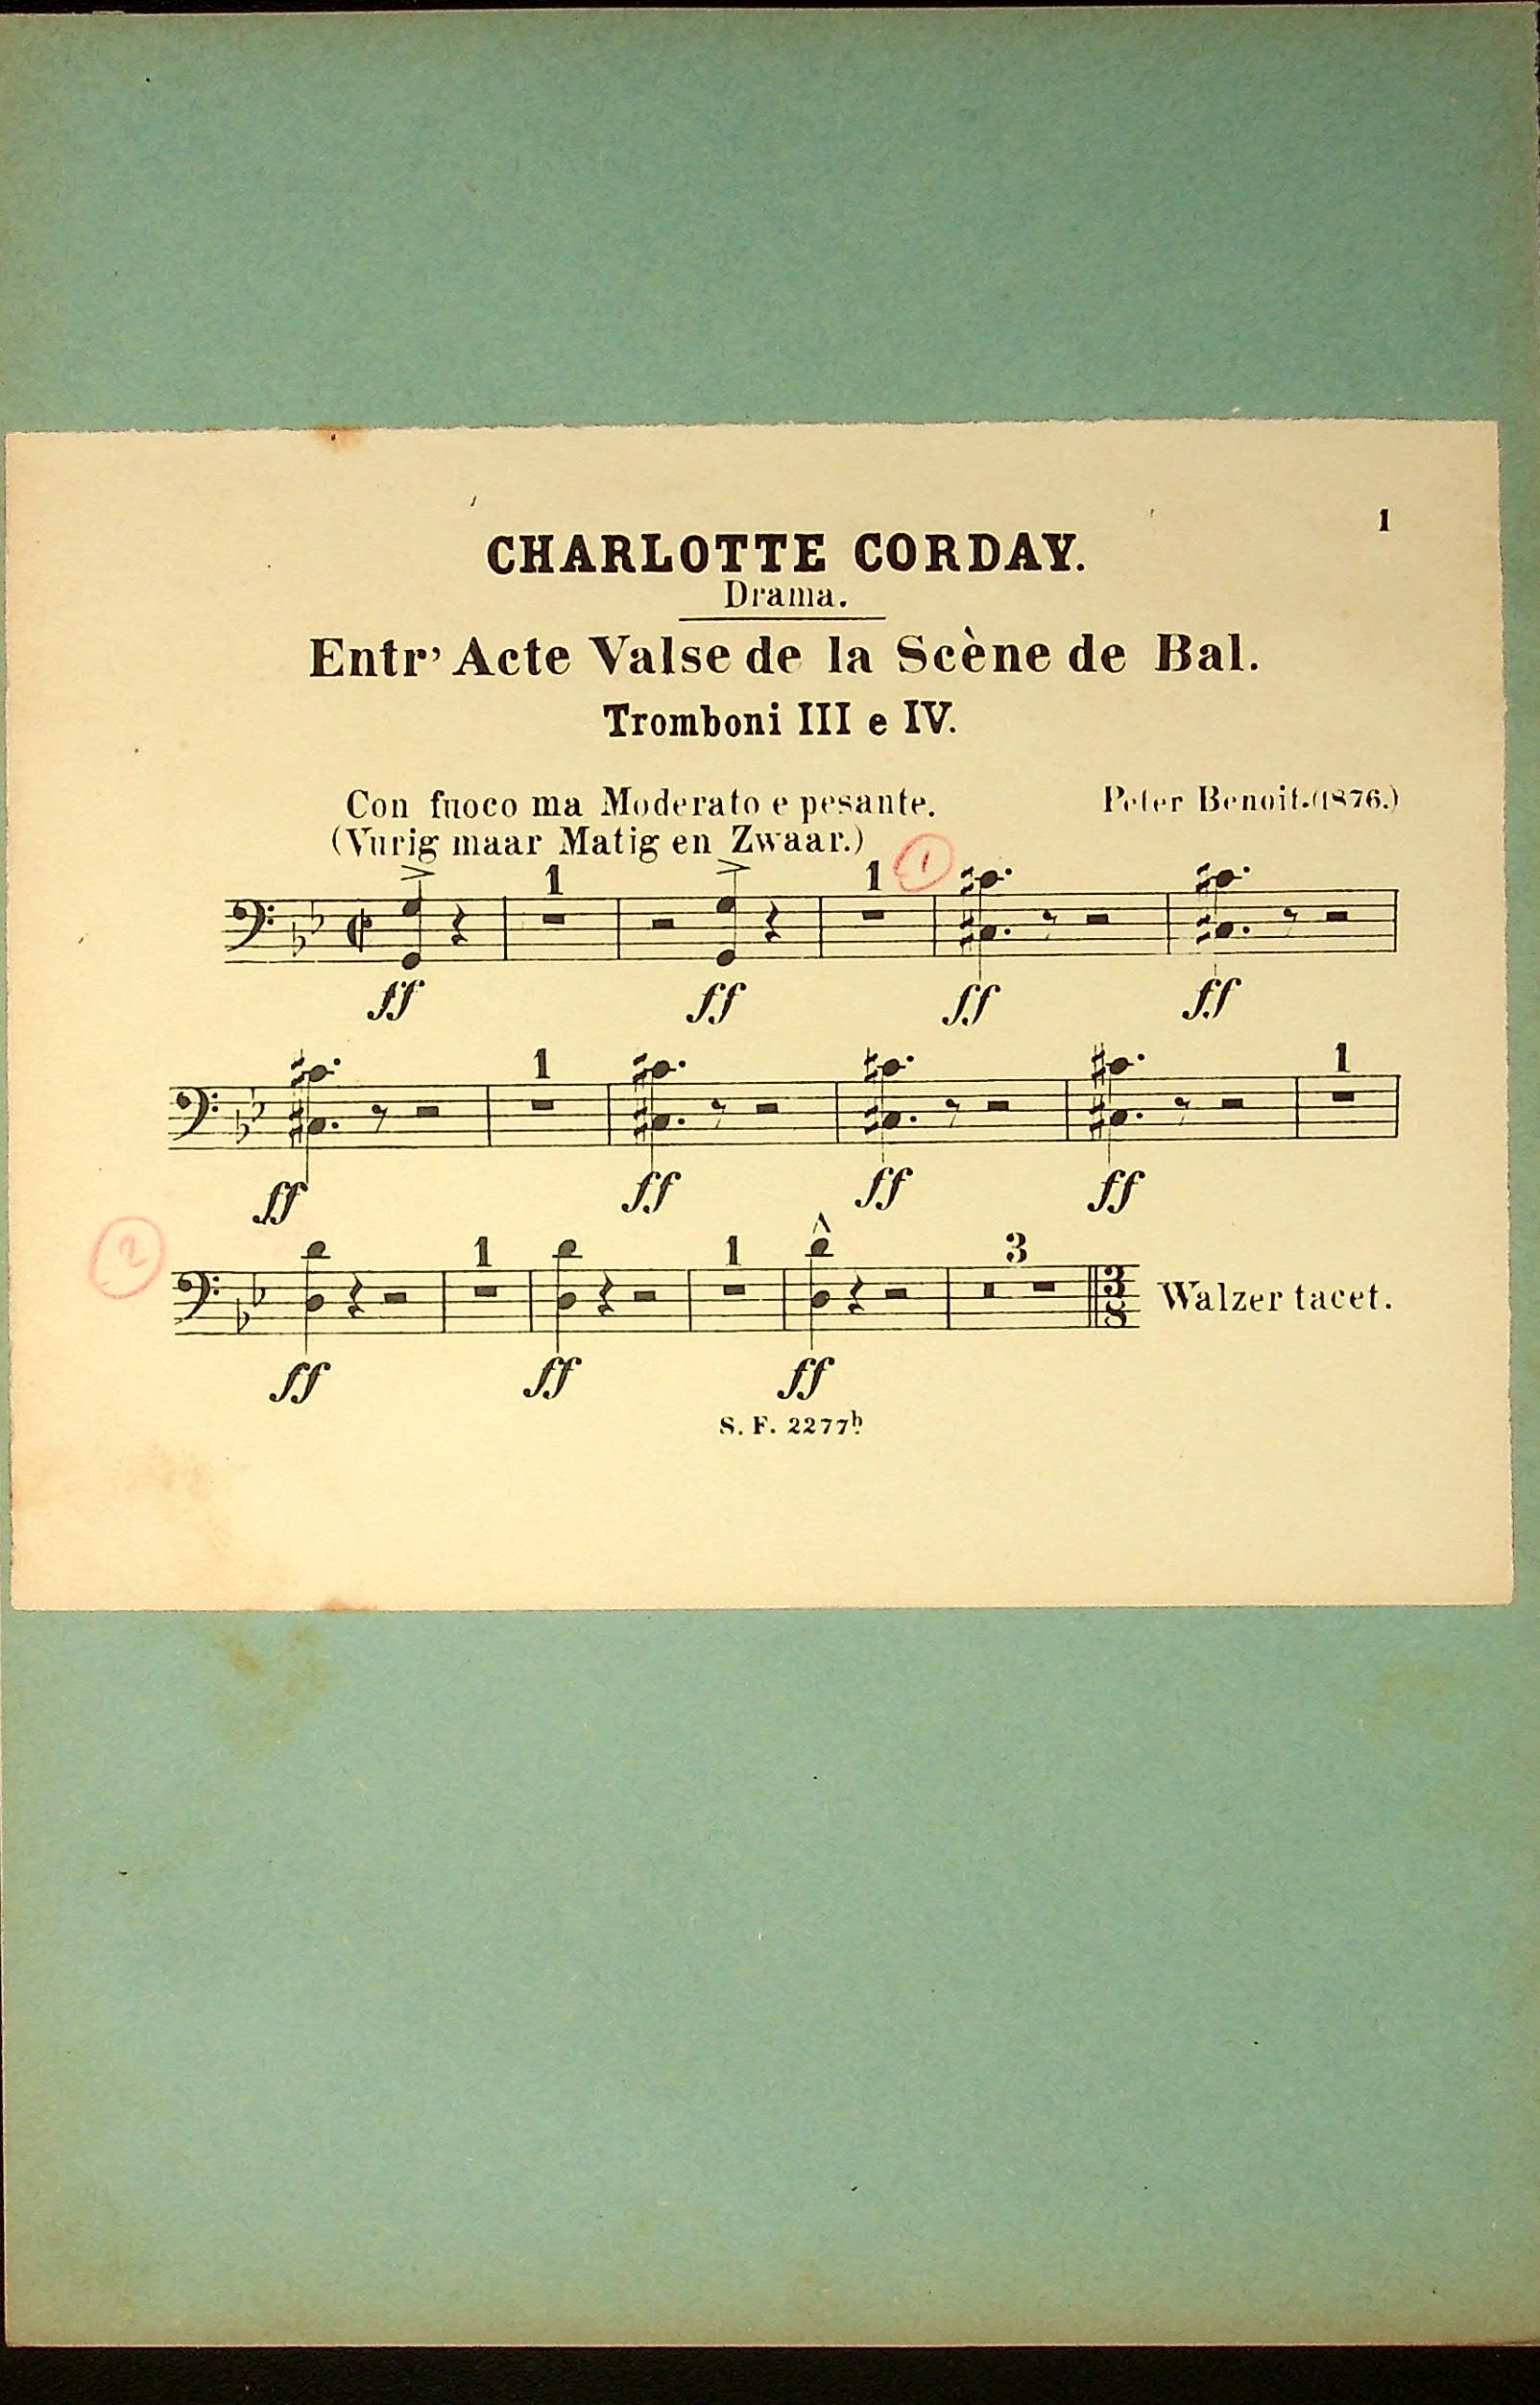 1
CHARLOTTE CORDAY.
Drama.
Entr' Acte Valse de la Scène de Bal.
Tromboni III e IV.
Con fuoco ma Moderato e pesante.
Peter Benoit. (1876.)
(Vurig maar Matig en Zwaar.)
1 1 1
ff ff ff ff
1 1
ff ff ff ff
2 1 1 3
3 8 Walzer tacet.
ff ff ff
S. F. 2277b.